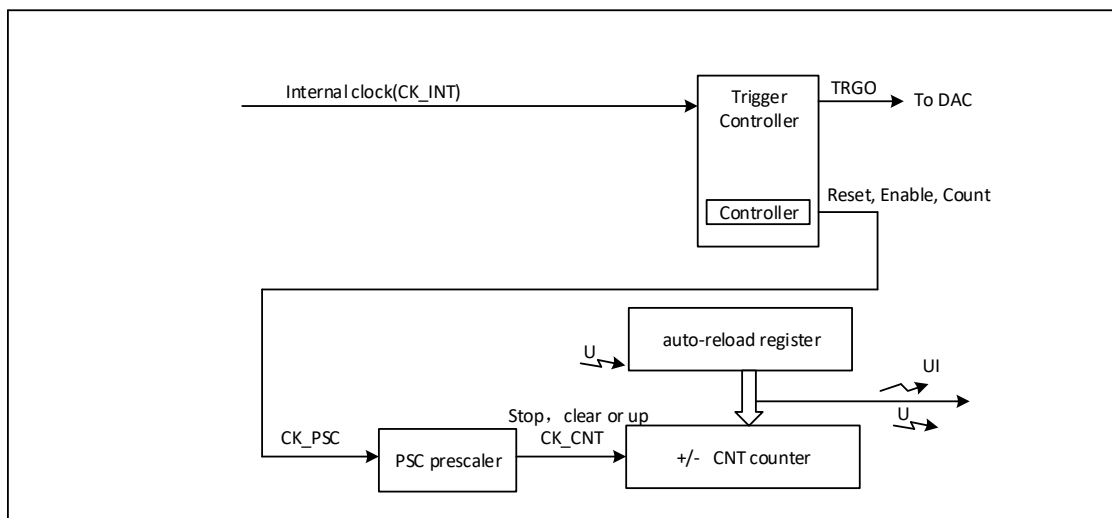 Internal clock(CK_INT)
Trigger
Controller
TRGO
To DAC
Controller
Reset, Enable, Count
auto-reload register
U
UI
U
Stop，clear or up
CK_PSC
CK_CNT
PSC prescaler
+/- CNT counter